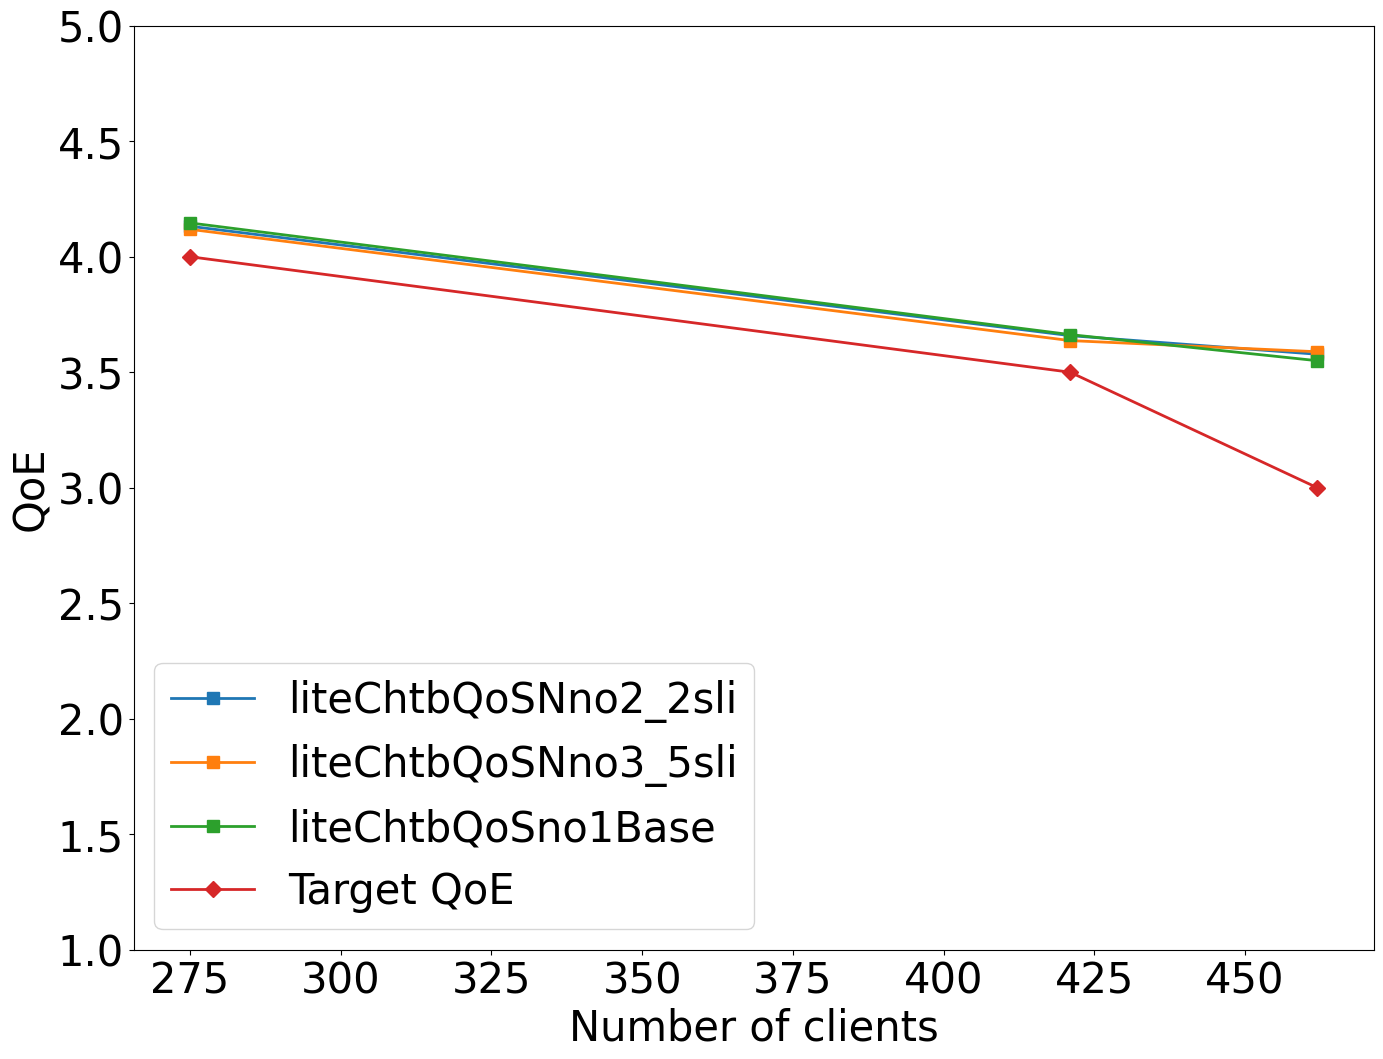 5.0
4.5
4.0
3.5
3.0
2.5
2.0
1.5
1.0
QoE
liteChtbQoSNno2_2sli
liteChtbQoSNno3_5sli
liteChtbQoSno1Base
Target QoE
275 300 325 350 375 400 425 450
Number of clients